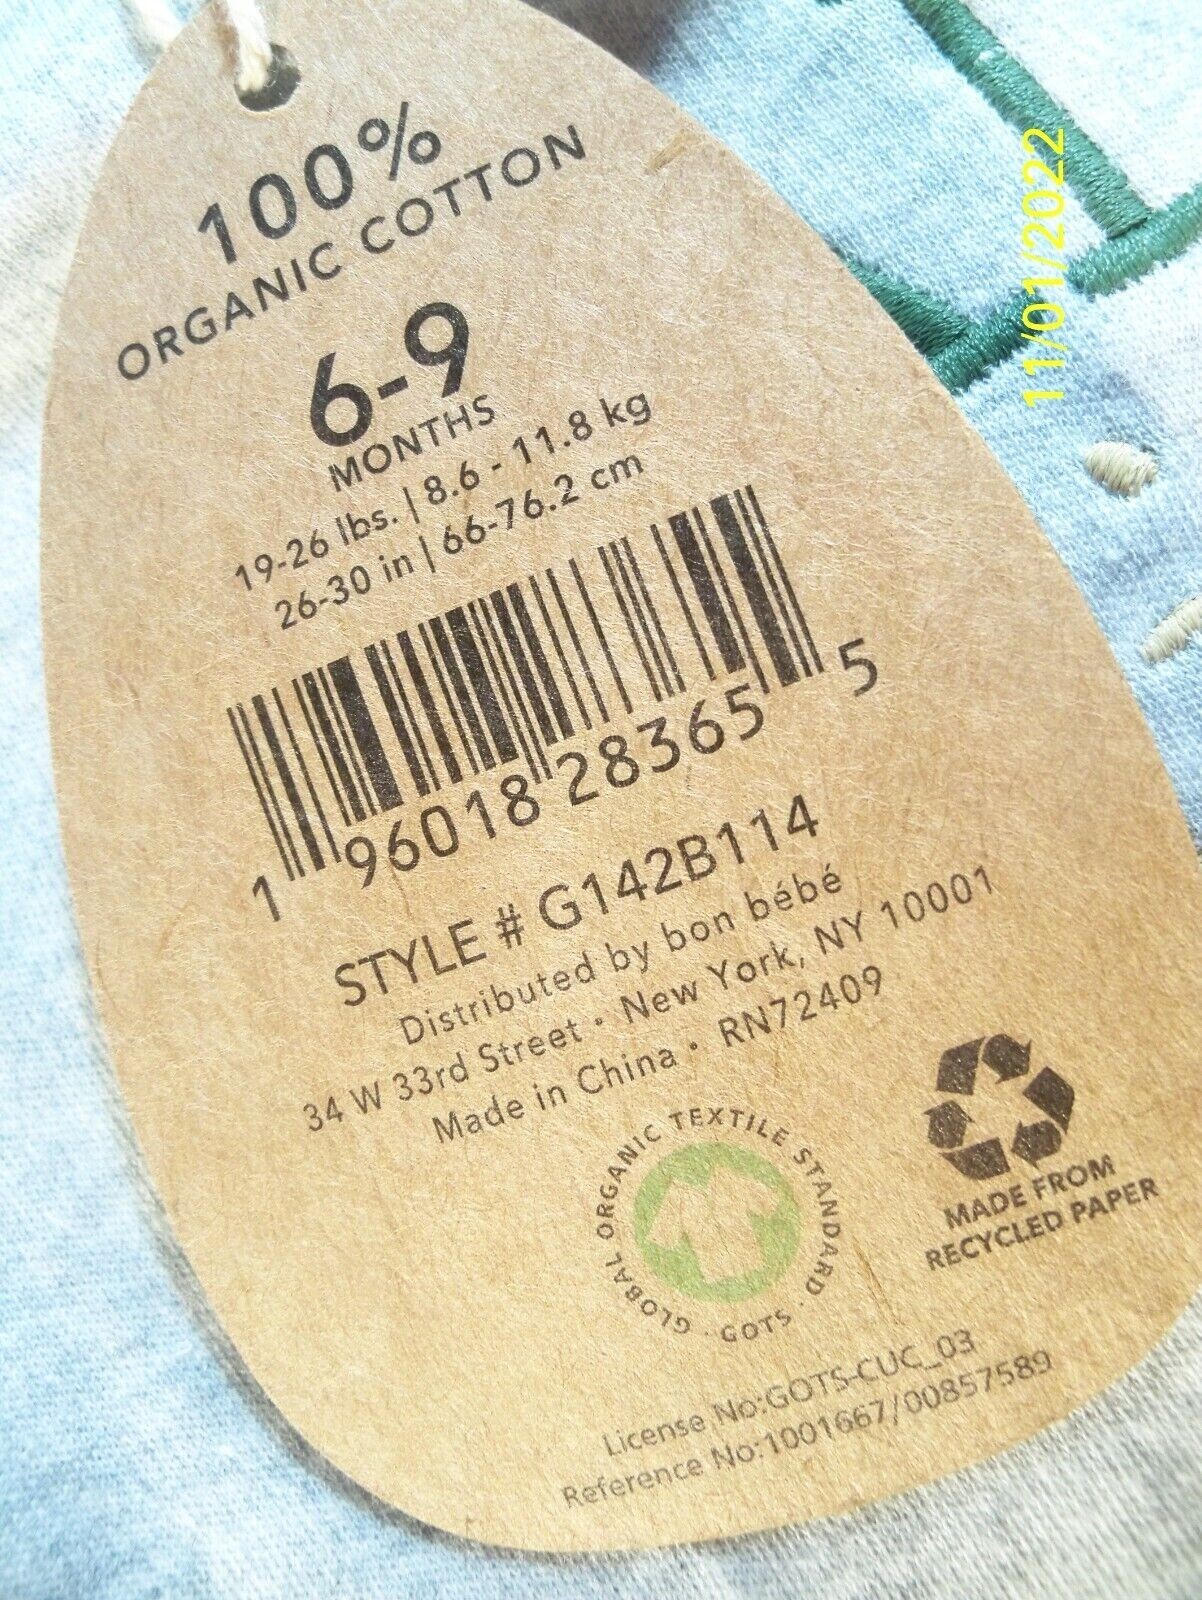 100%
ORGANIC COTTON
6-9
MONTHS
19-26 lbs. | 8.6 - 11.8 kg
26-30 in | 66-76.2 cm
1 96018 28365 5
STYLE # G142B114
Distributed by bon bébé
34 W 33rd Street • New York, NY 10001
Made in China • RN72409
GLOBAL ORGANIC TEXTILE STANDARD · GOTS ·
MADE FROM
RECYCLED PAPER
License No:GOTS-CUC_03
Reference No:1001667/00857589
11/01/2022